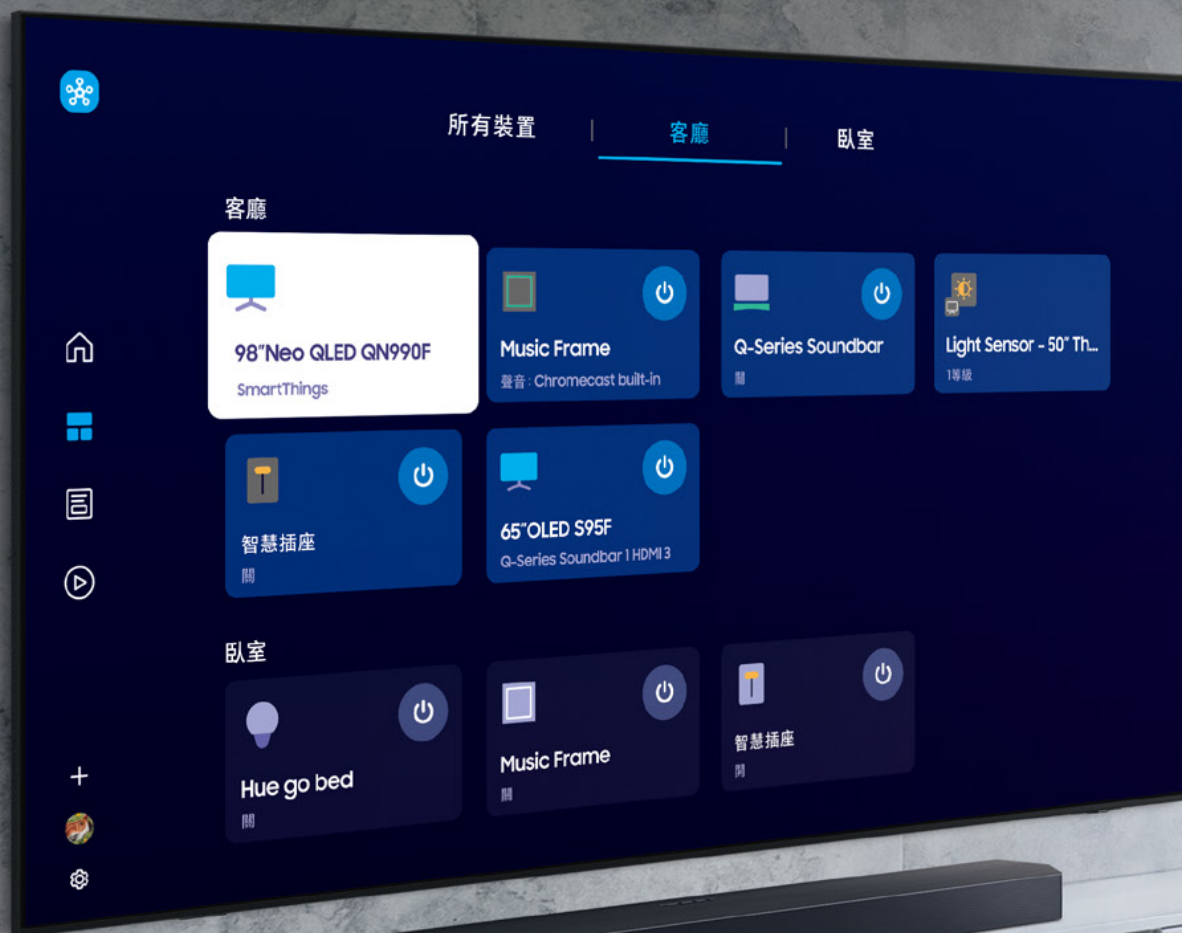 所有裝置
客廳
臥室
客廳
98"Neo QLED QN990F
SmartThings
Music Frame
聲音 : Chromecast built-in
Q-Series Soundbar
關
Light Sensor - 50" Th...
1等級
智慧插座
關
65"OLED S95F
Q-Series Soundbar 1 HDMI 3
臥室
Hue go bed
關
Music Frame
關
智慧插座
開